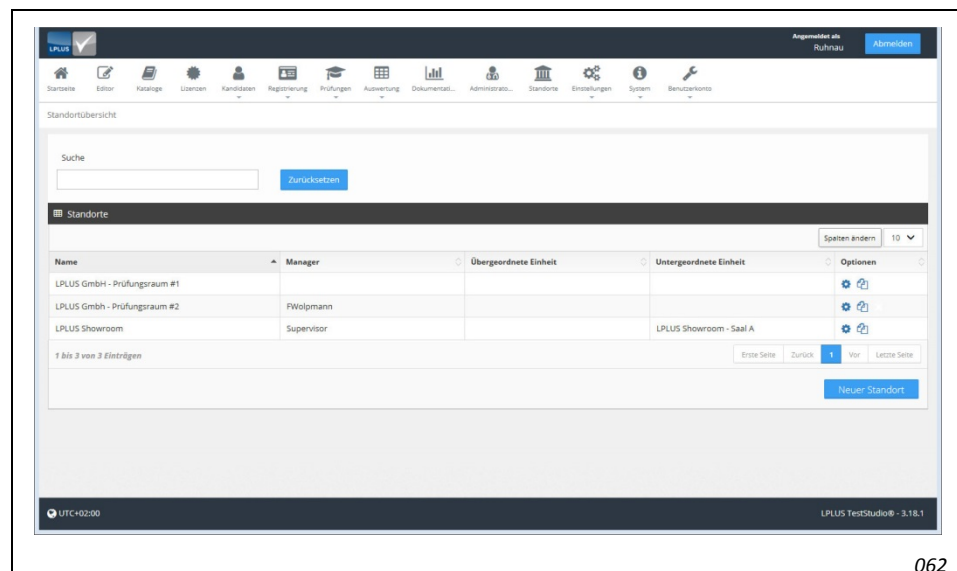 LPLUS
Angemeldet als
Ruhnau
Abmelden
Startseite Editor Kataloge Lizenzen Kandidaten Registrierung Prüfungen Auswertung Dokumentati... Administrato... Standorte Einstellungen System Benutzerkonto
Standortübersicht
Suche
Zurücksetzen
Standorte
Spalten ändern 10
Name Manager Übergeordnete Einheit Untergeordnete Einheit Optionen
LPLUS GmbH - Prüfungsraum #1
LPLUS Gmbh - Prüfungsraum #2 FWolpmann
LPLUS Showroom Supervisor LPLUS Showroom - Saal A
1 bis 3 von 3 Einträgen Erste Seite Zurück 1 Vor Letzte Seite
Neuer Standort
UTC+02:00 LPLUS TestStudio® - 3.18.1
062